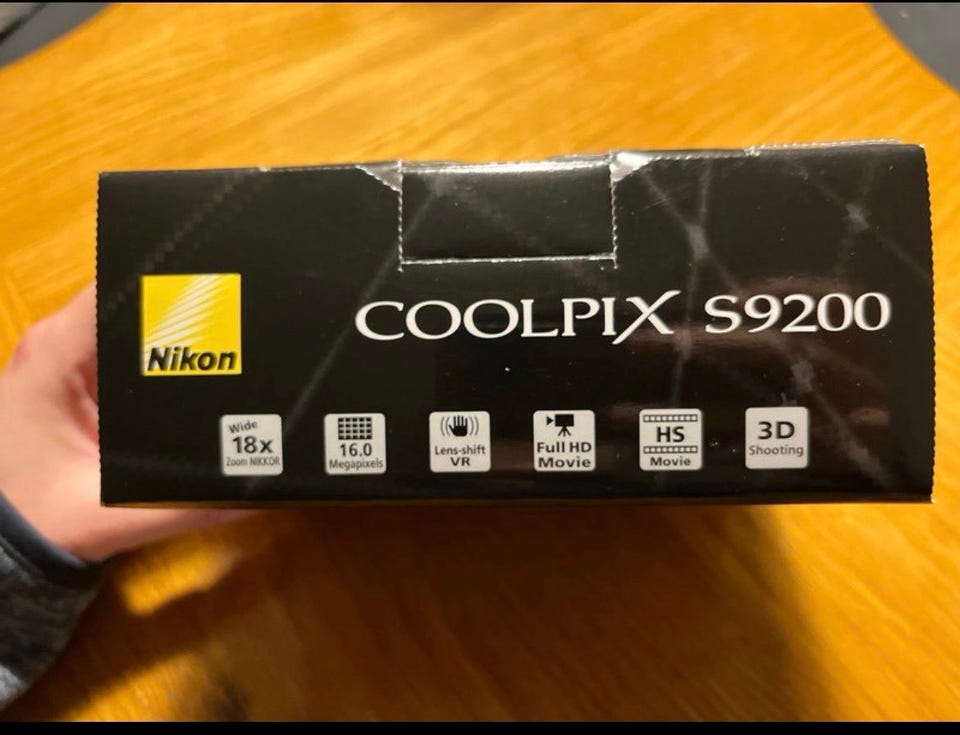 Nikon
COOLPIX S9200
Wide
18x
Zoom NIKKOR
16.0
Megapixels
Lens-shift
VR
Full HD
Movie
HS
Movie
3D
Shooting